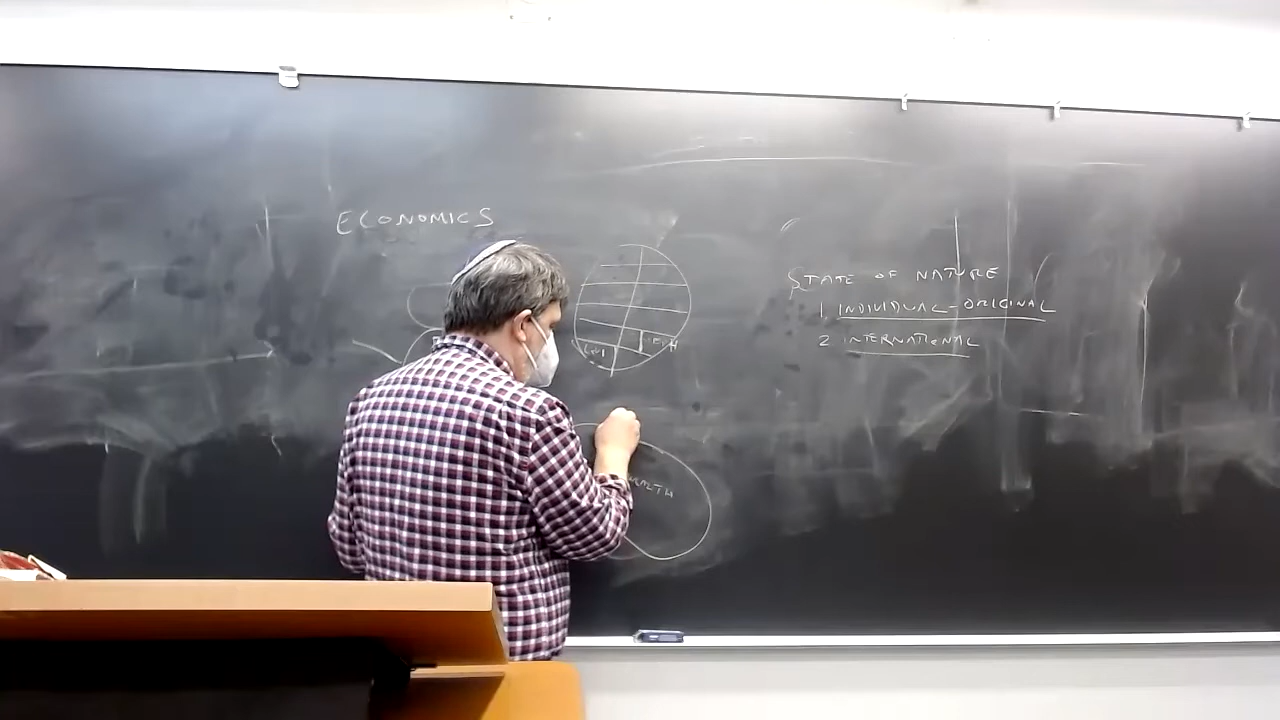 ECONOMICS
STATE OF NATURE
1 INDIVIDUAL-ORIGINAL
2 INTERNATIONAL